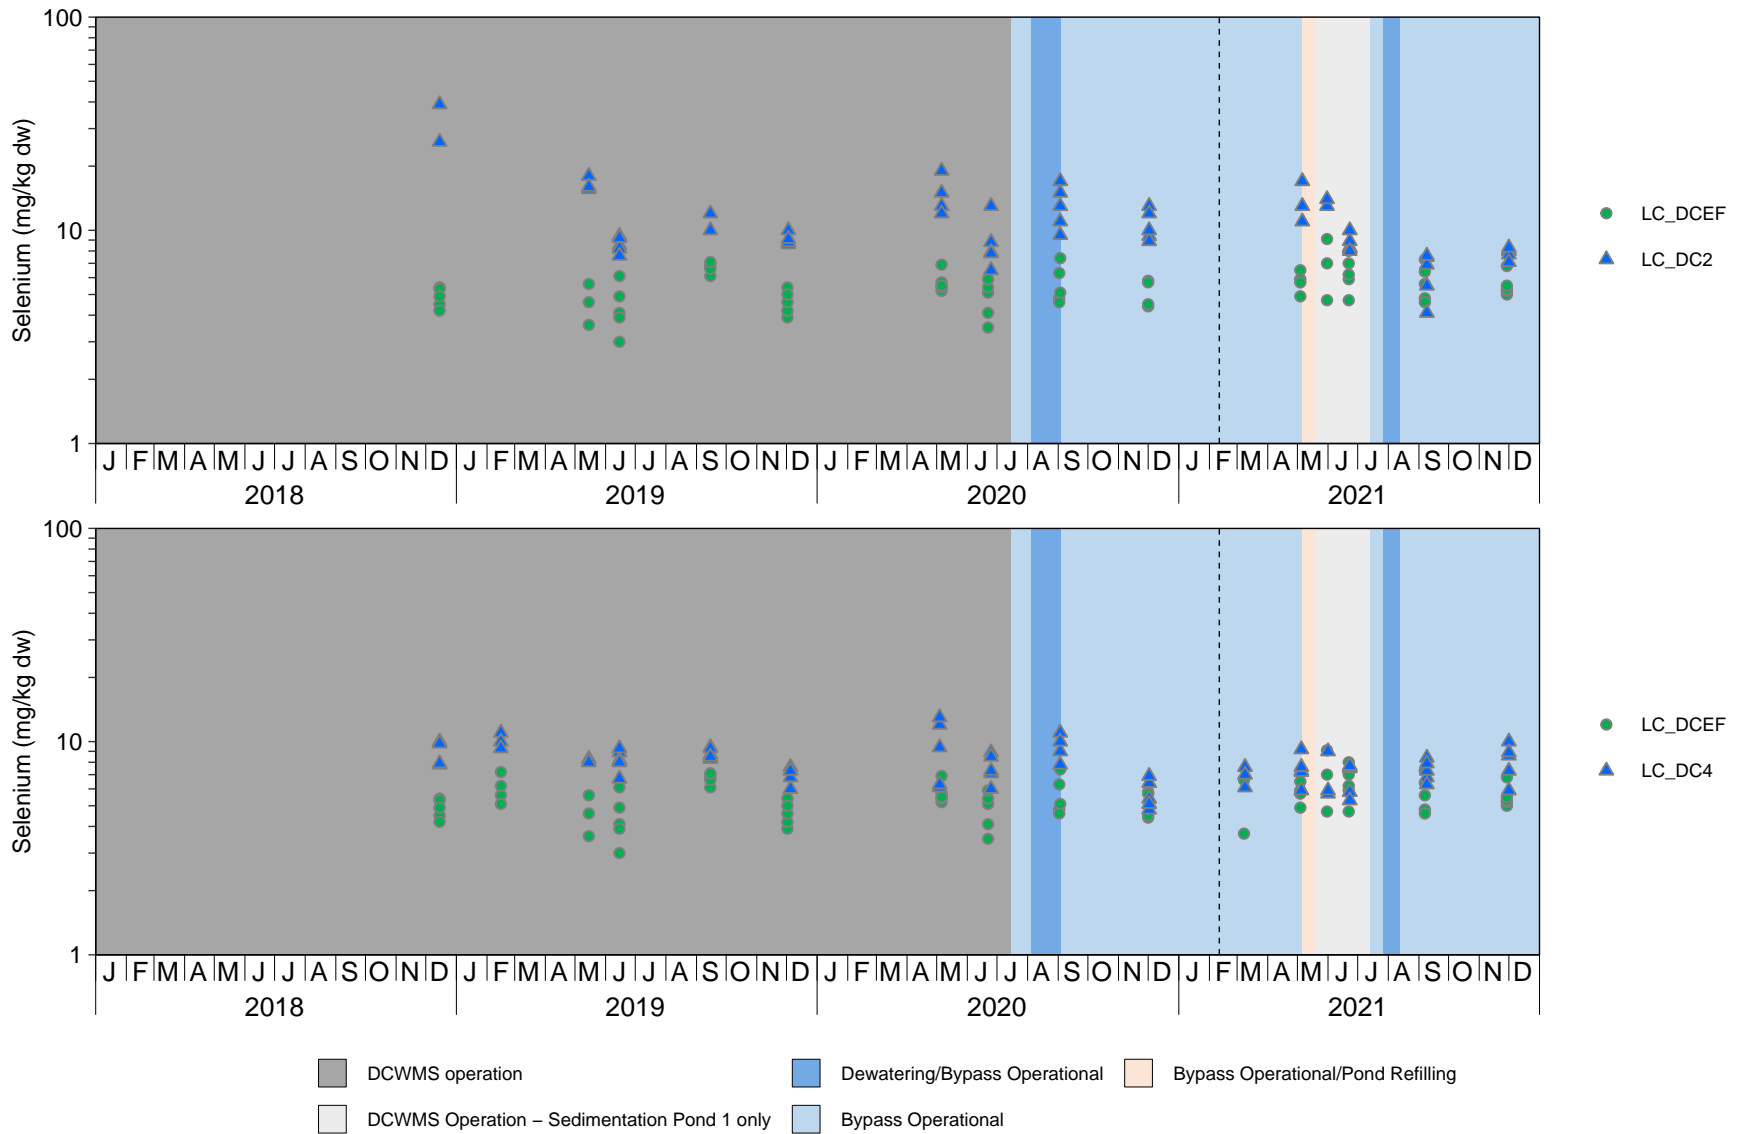 100
10
1
Selenium (mg/kg dw)
LC_DCEF
LC_DC2
J F M A M J J A S O N D J F M A M J J A S O N D J F M A M J J A S O N D J F M A M J J A S O N D
2018 2019 2020 2021
100
10
1
Selenium (mg/kg dw)
LC_DCEF
LC_DC4
J F M A M J J A S O N D J F M A M J J A S O N D J F M A M J J A S O N D J F M A M J J A S O N D
2018 2019 2020 2021
DCWMS operation Dewatering/Bypass Operational Bypass Operational/Pond Refilling
DCWMS Operation – Sedimentation Pond 1 only Bypass Operational